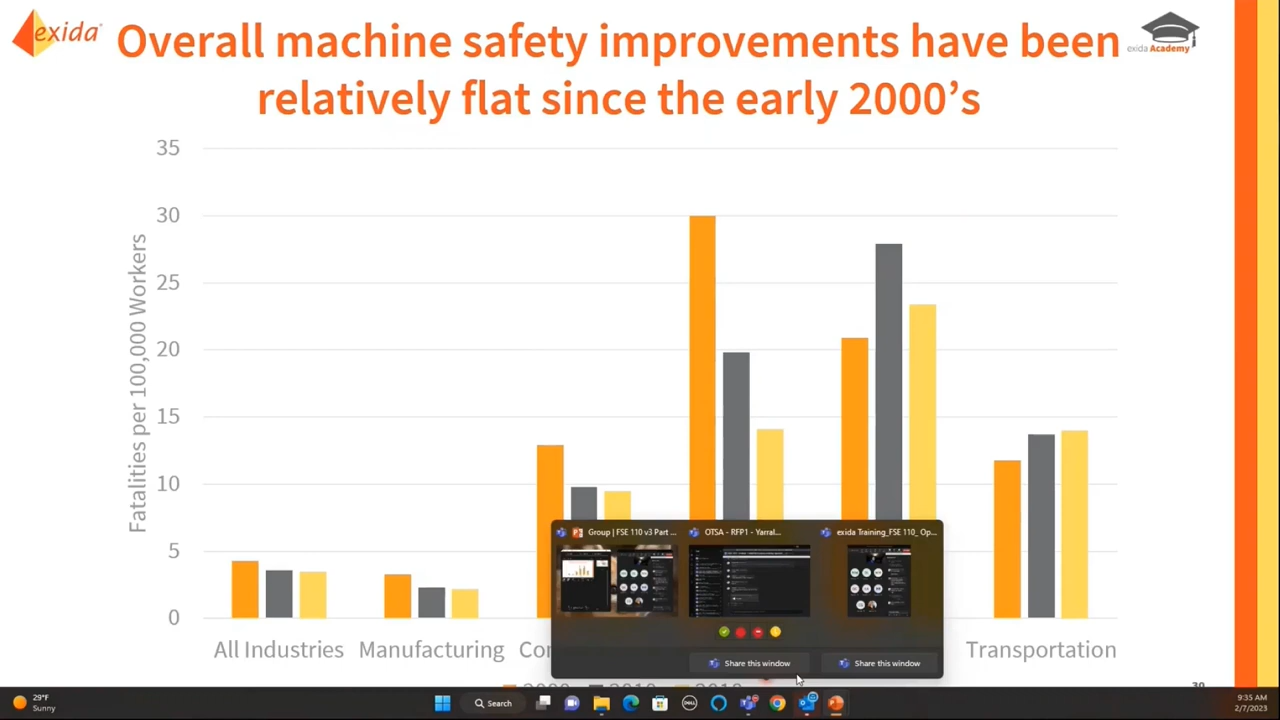 exida
Overall machine safety improvements have been
relatively flat since the early 2000's
exida Academy
35
30
25
20
15
10
5
0
Fatalities per 100,000 Workers
All Industries
Manufacturing
Transportation
Group | FSE 110 v3 Part ...
OTSA - RFP1 - Yarral...
exida Training_FSE 110_ Op...
Share this window
Share this window
29°F
Sunny
Search
DELL
9:35 AM
2/7/2023